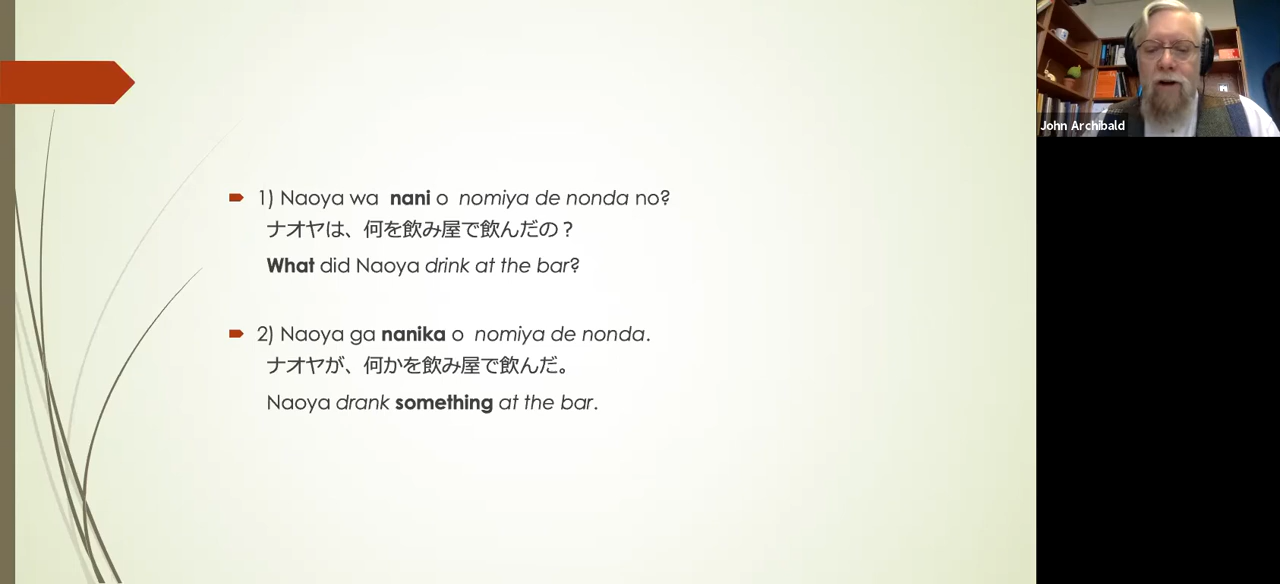 1) Naoya wa nani o nomiya de nonda no?
ナオヤは、何を飲み屋で飲んだの？
What did Naoya drink at the bar?
2) Naoya ga nanika o nomiya de nonda.
ナオヤが、何かを飲み屋で飲んだ。
Naoya drank something at the bar.
John Archibald